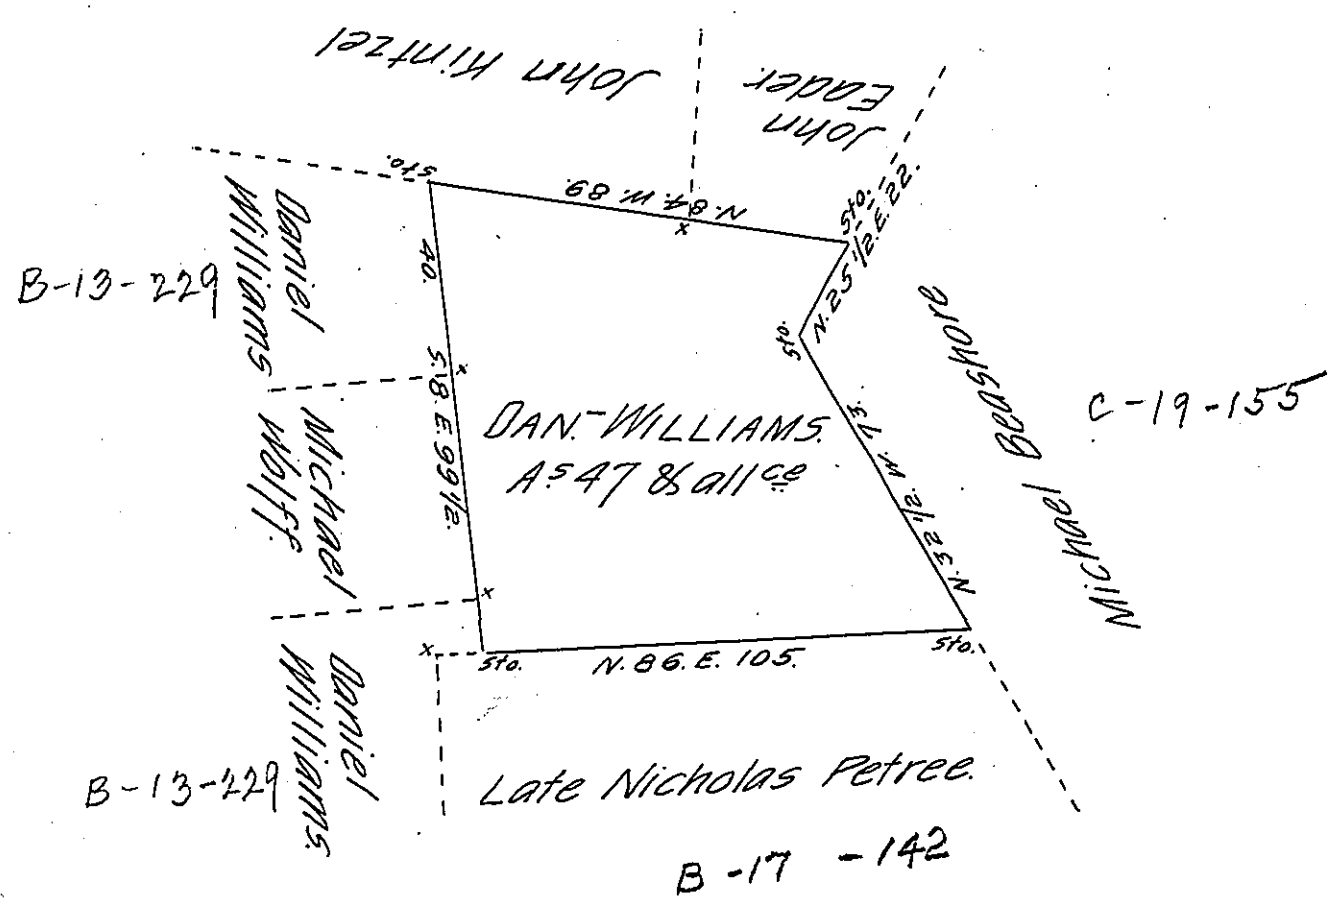 John Kintzel
John
Eader.
Sto.
N. 84. W. 89.
Sto.
N. 25 1/2. E. 22.
Sto.
Daniel
Williams
B-13-229
40.
S. 8. E. 99 1/2.
Michael
Wolff.
DAN.- WILLIAMS.
As 47 & allce
N. 32 1/2. W. 73.
Michael Beashore
C-19-155
Sto.
N. 86. E. 105.
Sto.
Daniel
Williams.
B-13-229
Late Nicholas Petree.
B-17-142